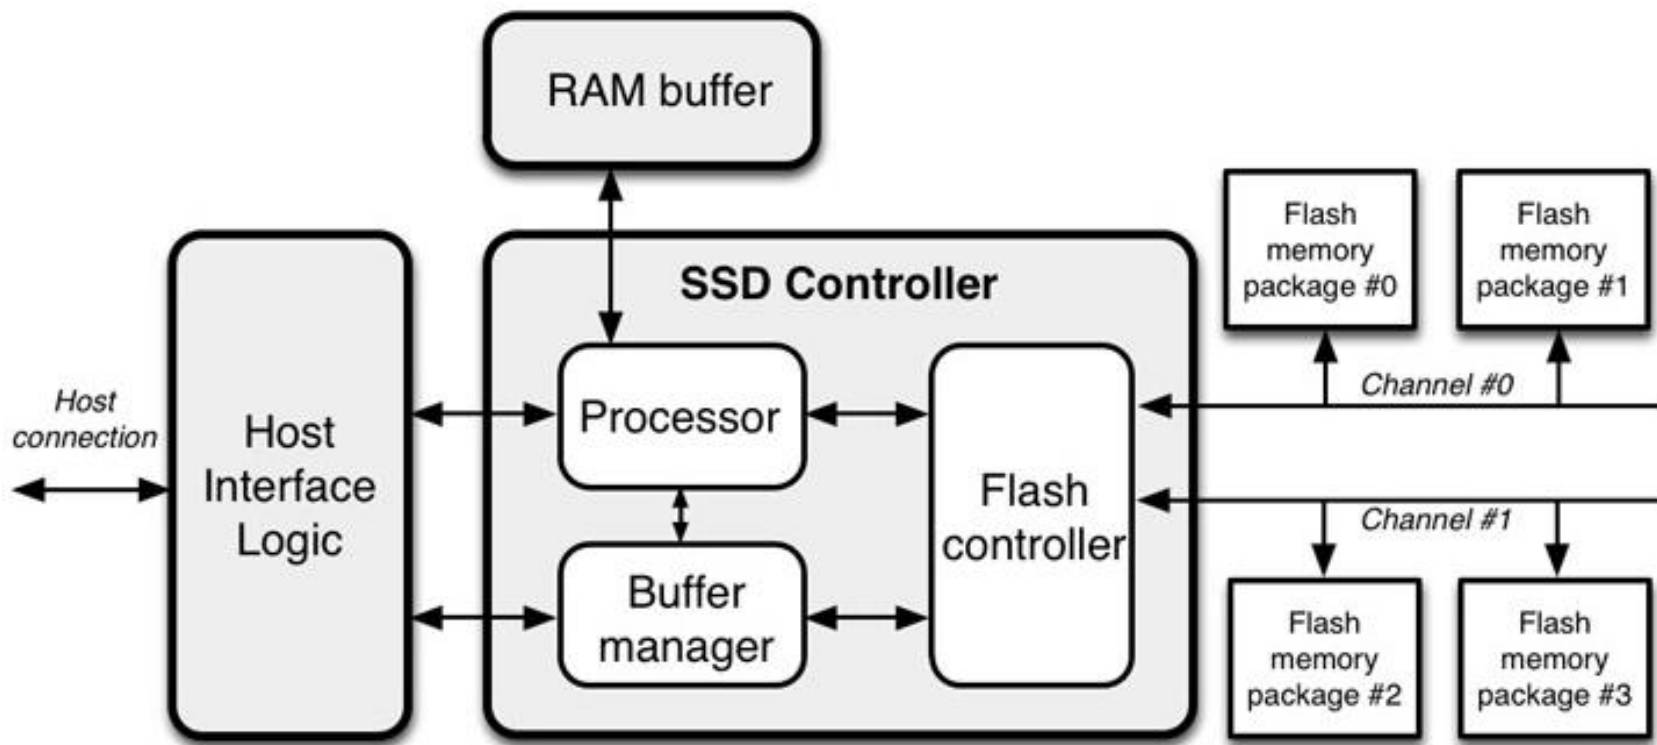 RAM buffer
SSD Controller
Host
connection
Host
Interface
Logic
Processor
Buffer
manager
Flash
controller
Flash
memory
package #0
Flash
memory
package #1
Channel #0
Channel #1
Flash
memory
package #2
Flash
memory
package #3